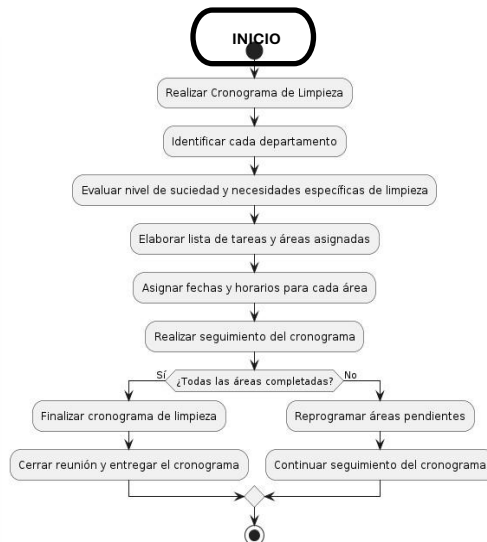 INICIO
Realizar Cronograma de Limpieza
Identificar cada departamento
Evaluar nivel de suciedad y necesidades específicas de limpieza
Elaborar lista de tareas y áreas asignadas
Asignar fechas y horarios para cada área
Realizar seguimiento del cronograma
Sí
¿Todas las áreas completadas?
No
Finalizar cronograma de limpieza
Reprogramar áreas pendientes
Cerrar reunión y entregar el cronograma
Continuar seguimiento del cronograma